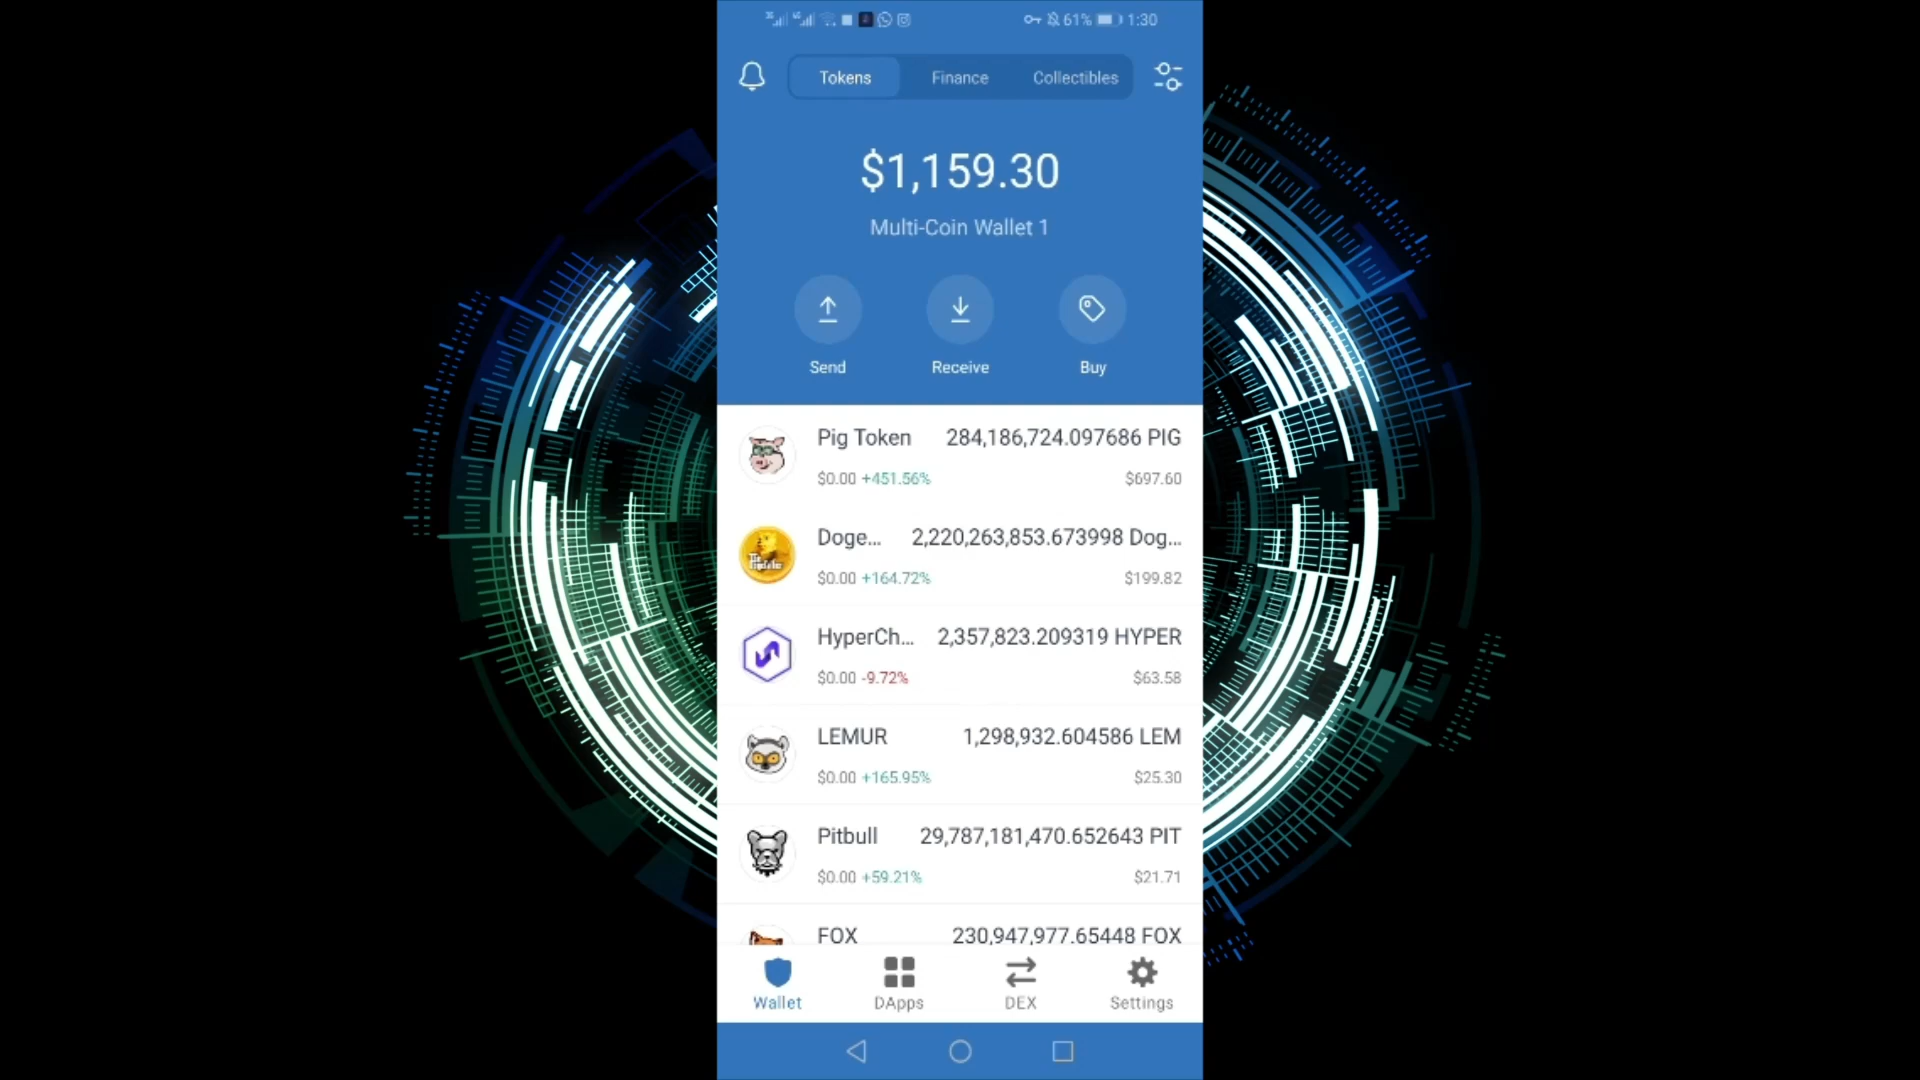 61% 1:30
Tokens Finance Collectibles
$1,159.30
Multi-Coin Wallet 1
Send Receive Buy
Pig Token 284,186,724.097686 PIG
$0.00 +451.56% $697.60
Doge... 2,220,263,853.673998 Dog...
$0.00 +164.72% $199.82
HyperCh... 2,357,823.209319 HYPER
$0.00 -9.72% $63.58
LEMUR 1,298,932.604586 LEM
$0.00 +165.95% $25.30
Pitbull 29,787,181,470.652643 PIT
$0.00 +59.21% $21.71
FOX 230,947,977.65448 FOX
Wallet DApps DEX Settings